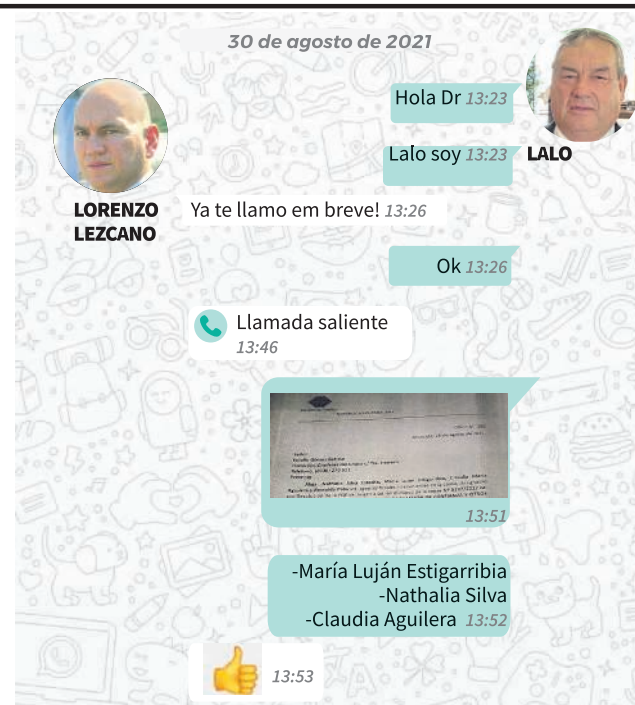 30 de agosto de 2021
Hola Dr 13:23
Lalo soy 13:23
LALO
LORENZO
LEZCANO
Ya te llamo em breve! 13:26
Ok 13:26
Llamada saliente
13:46
13:51
-María Luján Estigarribia
-Nathalia Silva
-Claudia Aguilera 13:52
13:53